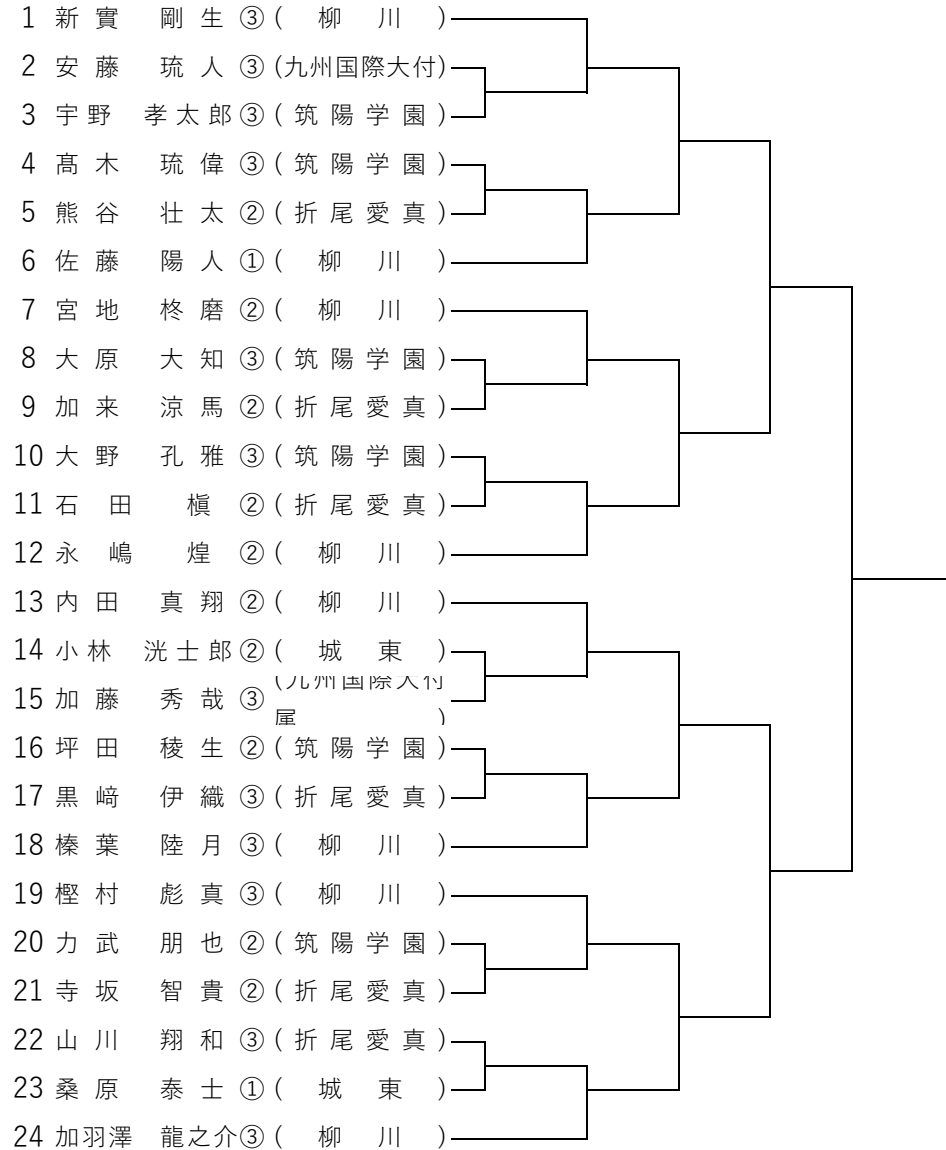 1 新實 剛生 ③ (柳川)
2 安藤 琉人 ③ (九州国際大付)
3 宇野 孝太郎 ③ (筑陽学園)
4 髙木 琉偉 ③ (筑陽学園)
5 熊谷 壮太 ② (折尾愛真)
6 佐藤 陽人 ① (柳川)
7 宮地 柊磨 ② (柳川)
8 大原 大知 ③ (筑陽学園)
9 加来 涼馬 ② (折尾愛真)
10 大野 孔雅 ③ (筑陽学園)
11 石田 槇 ② (折尾愛真)
12 永嶋 煌 ② (柳川)
13 内田 真翔 ② (柳川)
14 小林 洸士郎 ② (城東)
15 加藤 秀哉 ③ (九州国際大付属)
16 坪田 稜生 ② (筑陽学園)
17 黒﨑 伊織 ③ (折尾愛真)
18 榛葉 陸月 ③ (柳川)
19 樫村 彪真 ③ (柳川)
20 力武 朋也 ② (筑陽学園)
21 寺坂 智貴 ② (折尾愛真)
22 山川 翔和 ③ (折尾愛真)
23 桑原 泰士 ① (城東)
24 加羽澤 龍之介 ③ (柳川)